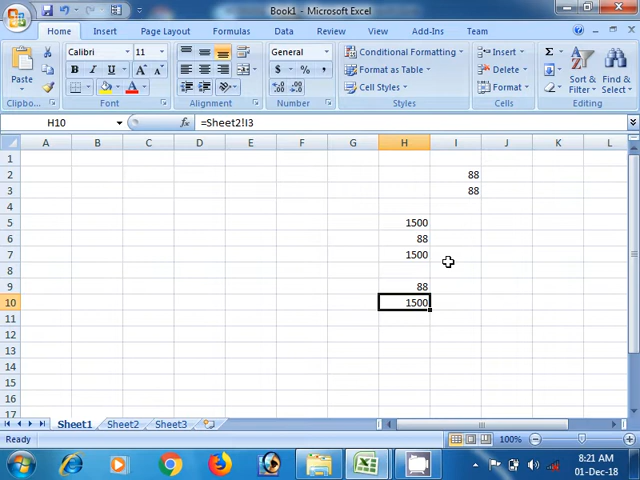 Book1 - Microsoft Excel
Home Insert Page Layout Formulas Data Review View Add-Ins Team
Paste
Calibri 11
B I U A A
General
$ % ,
Conditional Formatting
Format as Table
Cell Styles
Insert
Delete
Format
Σ
Sort & Filter
Find & Select
Clipboa... Font Alignment Number Styles Cells Editing
H10 fx =Sheet2!I3
A B C D E F G H I J K L
1
2 88
3 88
4
5 1500
6 88
7 1500
8
9 88
10 1500
11
12
13
14
15
16
17
Sheet1 Sheet2 Sheet3
Ready 100%
8:21 AM
01-Dec-18